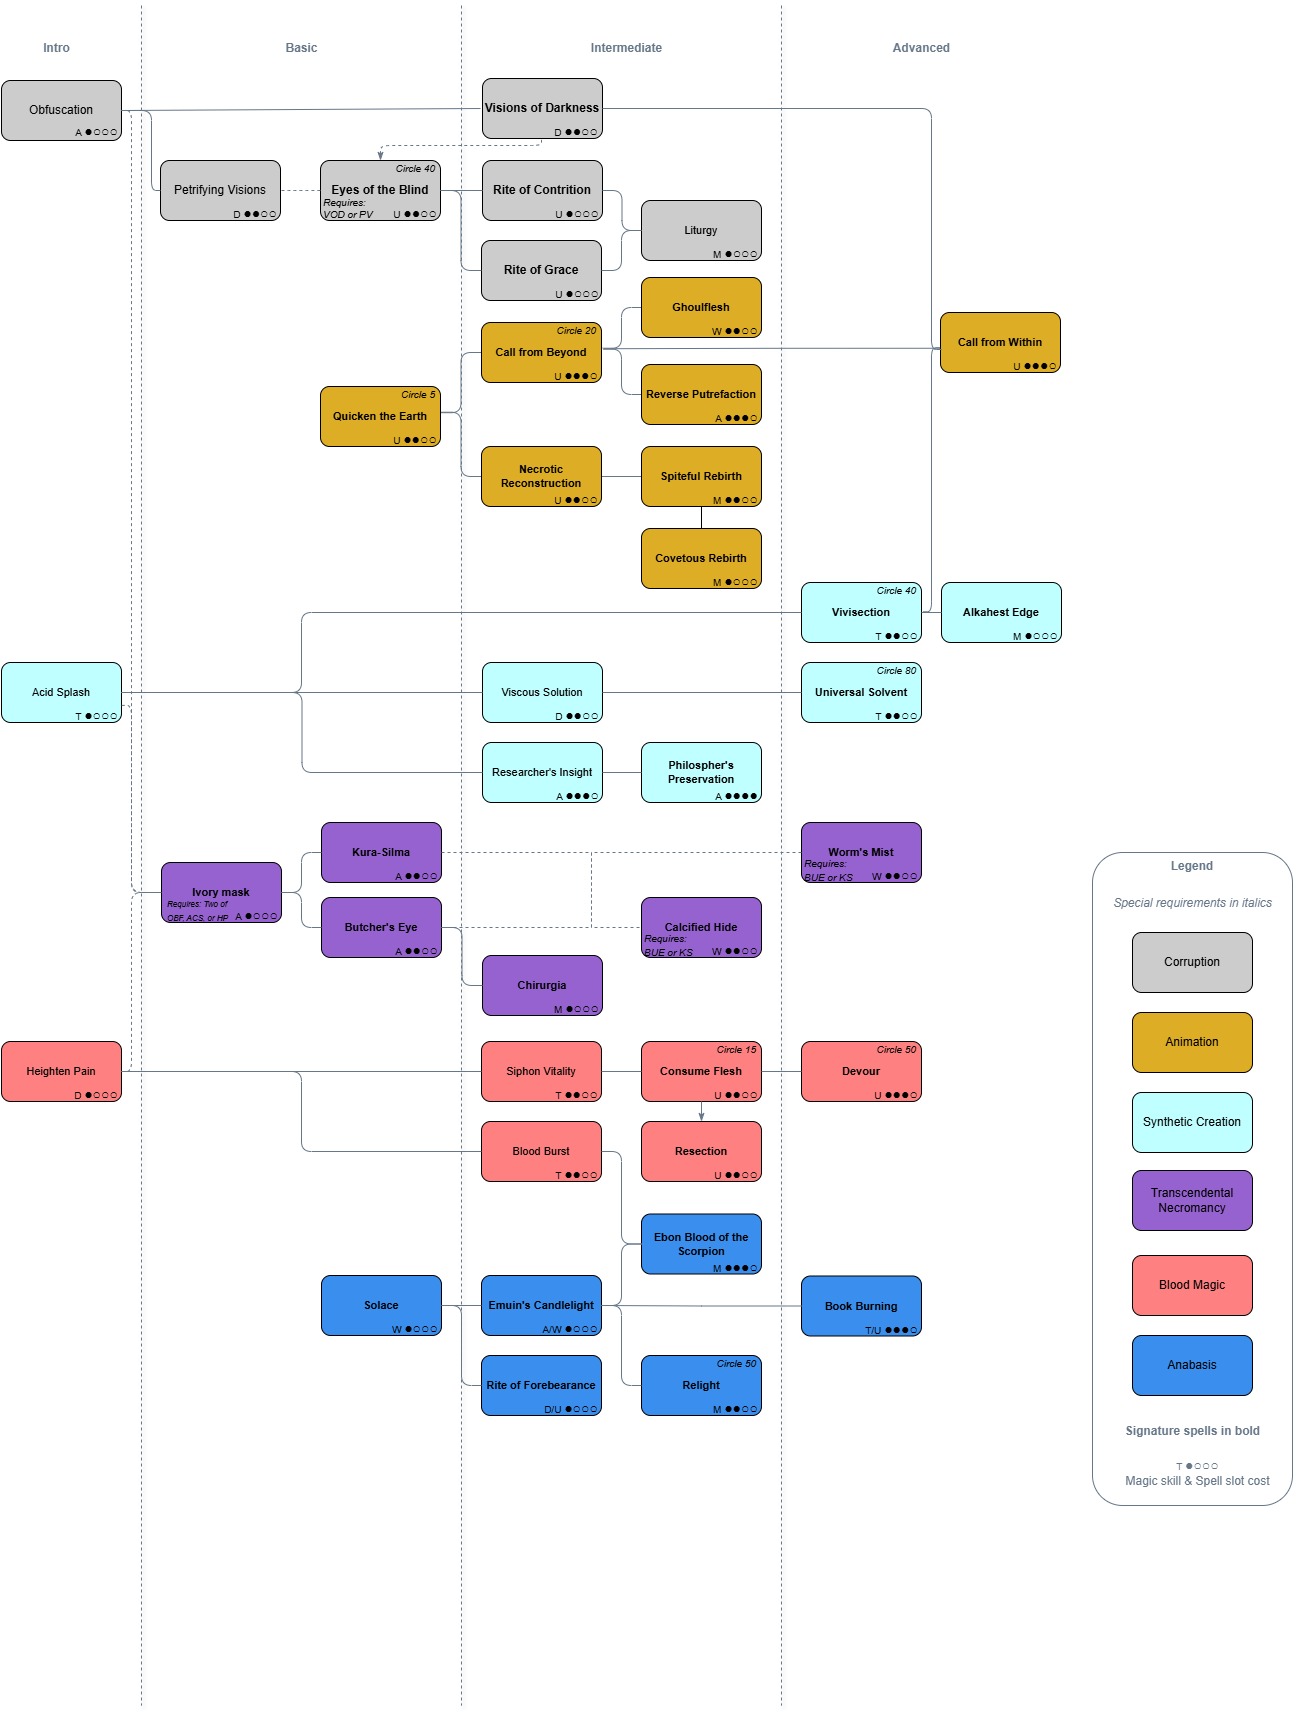 Intro
Basic
Intermediate
Advanced
Obfuscation
A ●○○○
Visions of Darkness
D ●●○○
Petrifying Visions
D ●●○○
Circle 40
Eyes of the Blind
Requires:
VOD or PV U ●●○○
Rite of Contrition
U ●○○○
Liturgy
M ●○○○
Rite of Grace
U ●○○○
Ghoulflesh
W ●●○○
Circle 20
Call from Beyond
U ●●●○
Call from Within
U ●●●○
Reverse Putrefaction
A ●●●○
Circle 5
Quicken the Earth
U ●●○○
Necrotic
Reconstruction
U ●●○○
Spiteful Rebirth
M ●●○○
Covetous Rebirth
M ●○○○
Circle 40
Vivisection
T ●●○○
Alkahest Edge
M ●○○○
Acid Splash
T ●○○○
Viscous Solution
D ●●○○
Circle 80
Universal Solvent
T ●●○○
Researcher's Insight
A ●●●○
Philospher's
Preservation
A ●●●●
Kura-Silma
A ●●○○
Worm's Mist
Requires:
BUE or KS W ●●○○
Ivory mask
Requires: Two of
OBF, ACS. or HP A ●○○○
Butcher's Eye
A ●●○○
Calcified Hide
Requires:
BUE or KS W ●●○○
Chirurgia
M ●○○○
Heighten Pain
D ●○○○
Siphon Vitality
T ●●○○
Circle 15
Consume Flesh
U ●●○○
Circle 50
Devour
U ●●●○
Blood Burst
T ●●○○
Resection
U ●●○○
Ebon Blood of the
Scorpion
M ●●●○
Solace
W ●○○○
Emuin's Candlelight
A/W ●○○○
Book Burning
T/U ●●●○
Rite of Forebearance
D/U ●○○○
Circle 50
Relight
M ●●○○
Legend
Special requirements in italics
Corruption
Animation
Synthetic Creation
Transcendental
Necromancy
Blood Magic
Anabasis
Signature spells in bold
T ●○○○
Magic skill & Spell slot cost